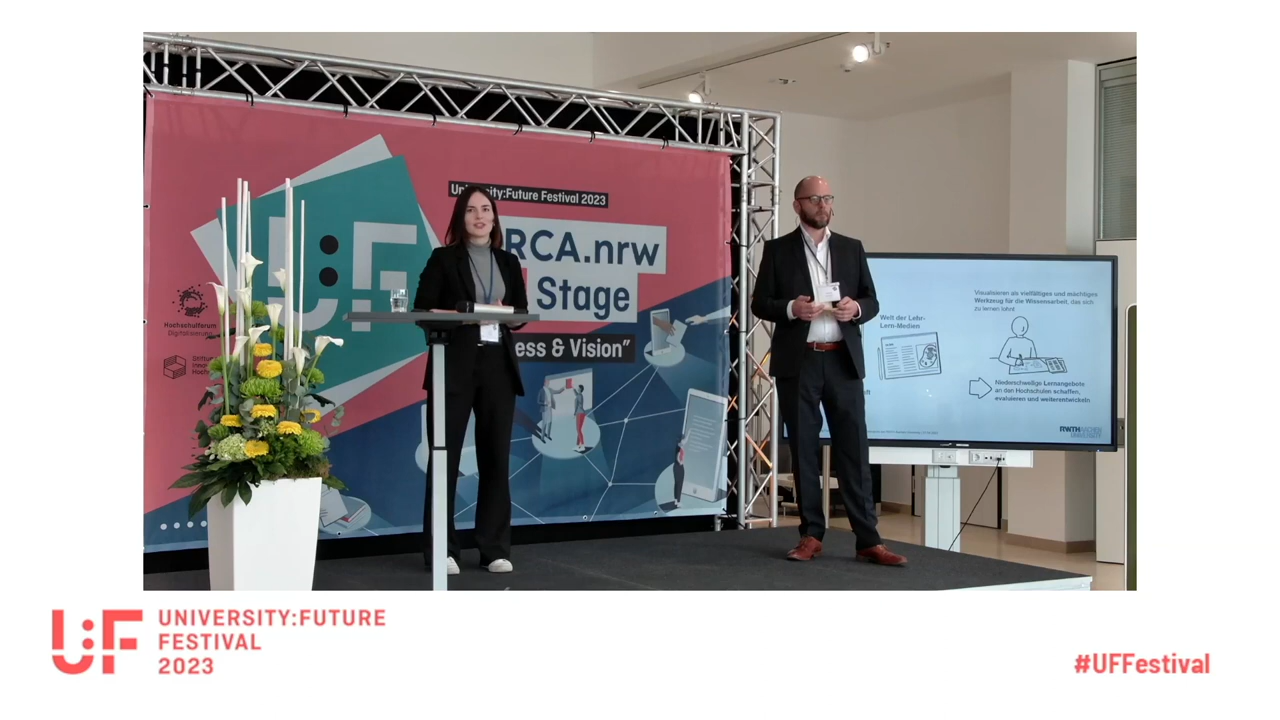 University:Future Festival 2023
RCA.nrw
Stage
ess & Vision"
U:F
Hochschulforum
Digitalisierung
Visualisieren als vielfältiges und mächtiges
Werkzeug für die Wissensarbeit, das sich
zu lernen lohnt
Welt der Lehr-
Lern-Medien
Niederschwellige Lernangebote
an den Hochschulen schaffen,
evaluieren und weiterentwickeln
RWTH AACHEN
UNIVERSITY
U:F
UNIVERSITY:FUTURE
FESTIVAL
2023
#UFFestival